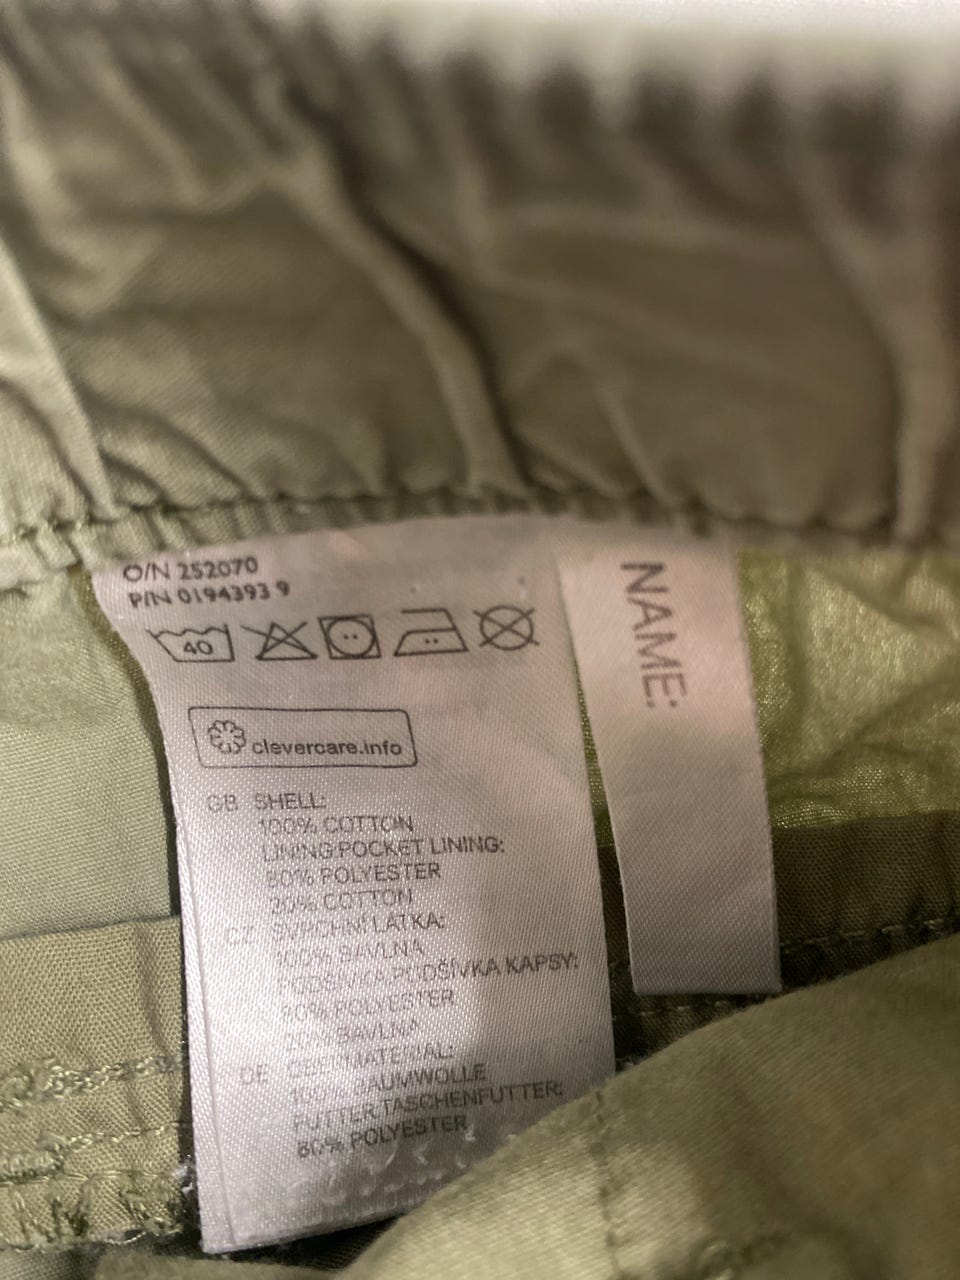 O/N 252070
P/N 0194393 9
40
clevercare.info
GB SHELL:
100% COTTON
LINING,POCKET LINING:
80% POLYESTER
20% COTTON
CZ SVRCHNÍ LÁTKA:
100% BAVLNA
PODŠÍVKA,PODŠÍVKA KAPSY:
80% POLYESTER
20% BAVLNA
DE OBERMATERIAL:
100% BAUMWOLLE
FUTTER,TASCHENFUTTER:
80% POLYESTER
NAME: